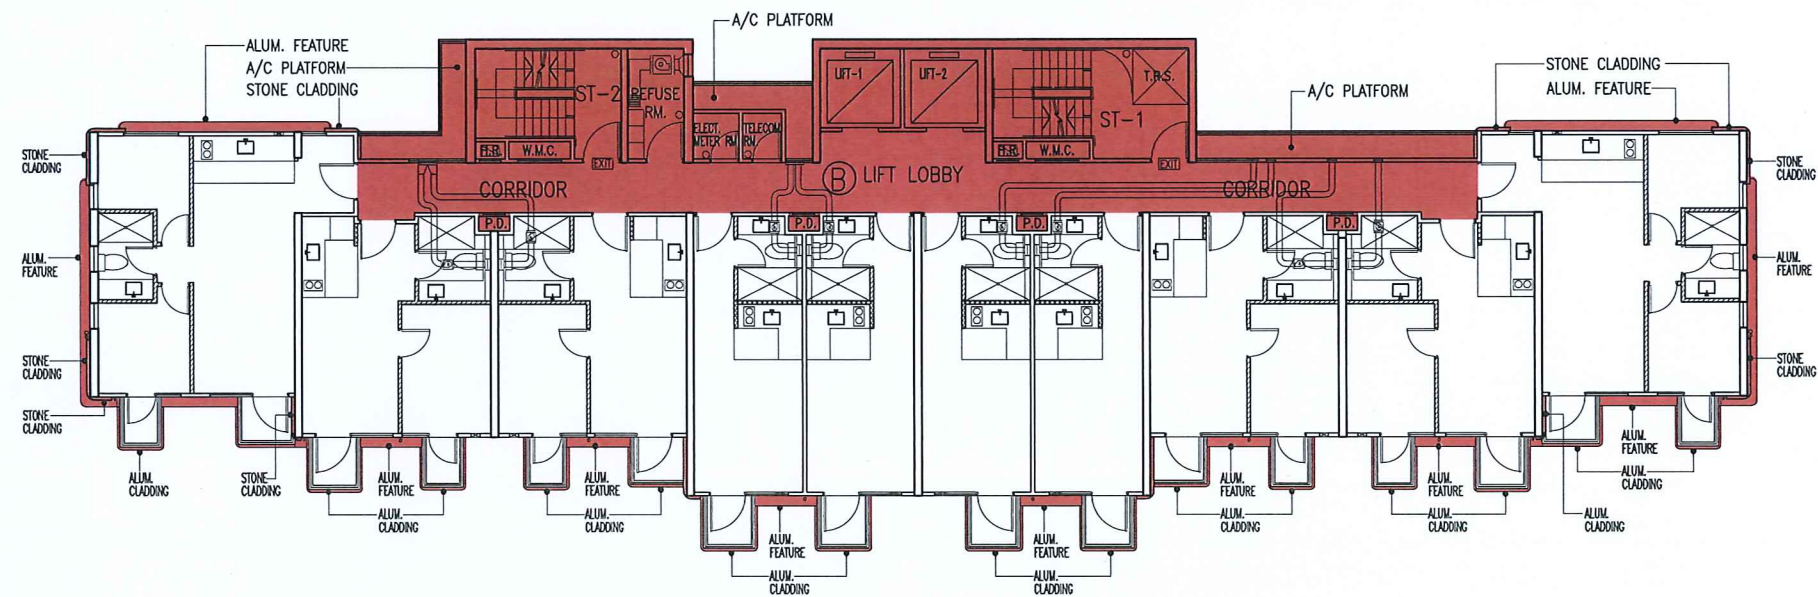 A/C PLATFORM
ALUM. FEATURE
A/C PLATFORM
STONE CLADDING
STONE CLADDING
ALUM. FEATURE
A/C PLATFORM
LIFT-1
LIFT-2
T.R.S.
ST-2
REFUSE
RM.
ST-1
ELECT.
METER RM
TELECOM.
RM.
W.M.C.
W.M.C.
EXIT
EXIT
STONE
CLADDING
STONE
CLADDING
CORRIDOR
B
LIFT LOBBY
CORRIDOR
P.D.
P.D.
P.D.
P.D.
ALUM.
FEATURE
ALUM.
FEATURE
STONE
CLADDING
STONE
CLADDING
STONE
CLADDING
ALUM.
CLADDING
STONE
CLADDING
ALUM.
FEATURE
ALUM.
CLADDING
ALUM.
FEATURE
ALUM.
CLADDING
ALUM.
FEATURE
ALUM.
CLADDING
ALUM.
FEATURE
ALUM.
CLADDING
ALUM.
FEATURE
ALUM.
CLADDING
ALUM.
FEATURE
ALUM.
CLADDING
ALUM.
FEATURE
ALUM.
CLADDING
ALUM.
CLADDING